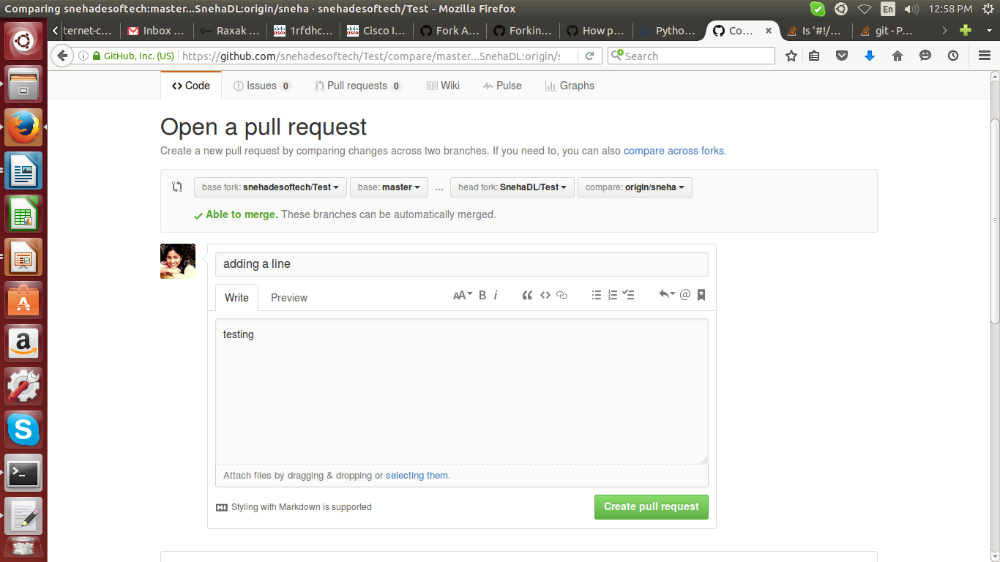 Comparing snehadesoftech:master...SnehaDL:origin/sneha · snehadesoftech/Test - Mozilla Firefox
En
12:58 PM
ternet-c...
Inbox ...
Raxak ...
1rfdhc...
Cisco I...
Fork A...
Forkin...
How p...
Pytho...
Co...
Is '#!/...
git - P...
GitHub, Inc. (US)
https://github.com/snehadesoftech/Test/compare/master...SnehaDL:origin/s
Search
Code
Issues 0
Pull requests 0
Wiki
Pulse
Graphs
Open a pull request
Create a new pull request by comparing changes across two branches. If you need to, you can also compare across forks.
base fork: snehadesoftech/Test
base: master
...
head fork: SnehaDL/Test
compare: origin/sneha
Able to merge. These branches can be automatically merged.
adding a line
Write
Preview
AA B i
testing
Attach files by dragging & dropping or selecting them.
Styling with Markdown is supported
Create pull request